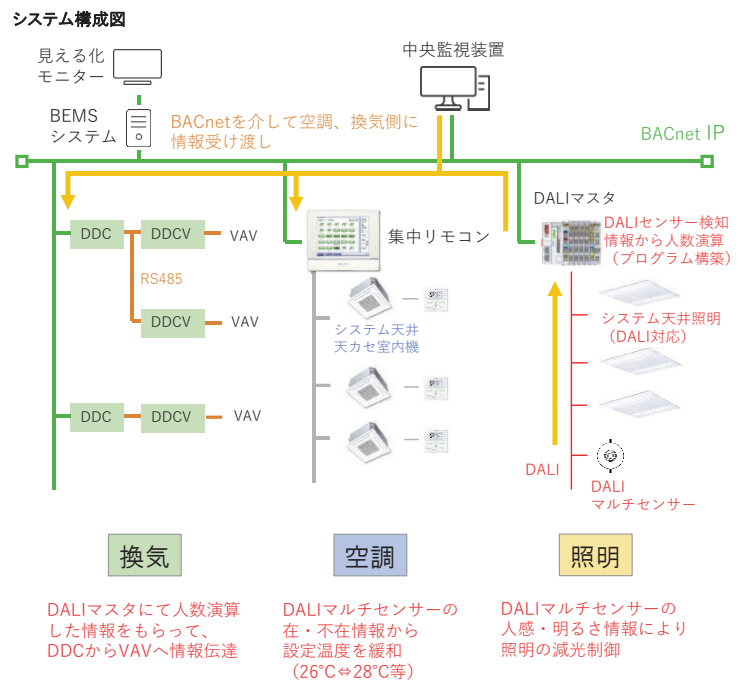 システム構成図
見える化
モニター
中央監視装置
BEMS
システム
BACnetを介して空調、換気側に
情報受け渡し
BACnet IP
DALIマスタ
DDC
DDCV
VAV
集中リモコン
DALIセンサー検知
情報から人数演算
（プログラム構築）
RS485
DDCV
VAV
システム天井
天カセ室内機
システム天井照明
（DALI対応）
DDC
DDCV
VAV
DALI
DALI
マルチセンサー
換気
空調
照明
DALIマスタにて人数演算
した情報をもらって、
DDCからVAVへ情報伝達
DALIマルチセンサーの
在・不在情報から
設定温度を緩和
（26℃⇔28℃等）
DALIマルチセンサーの
人感・明るさ情報により
照明の減光制御